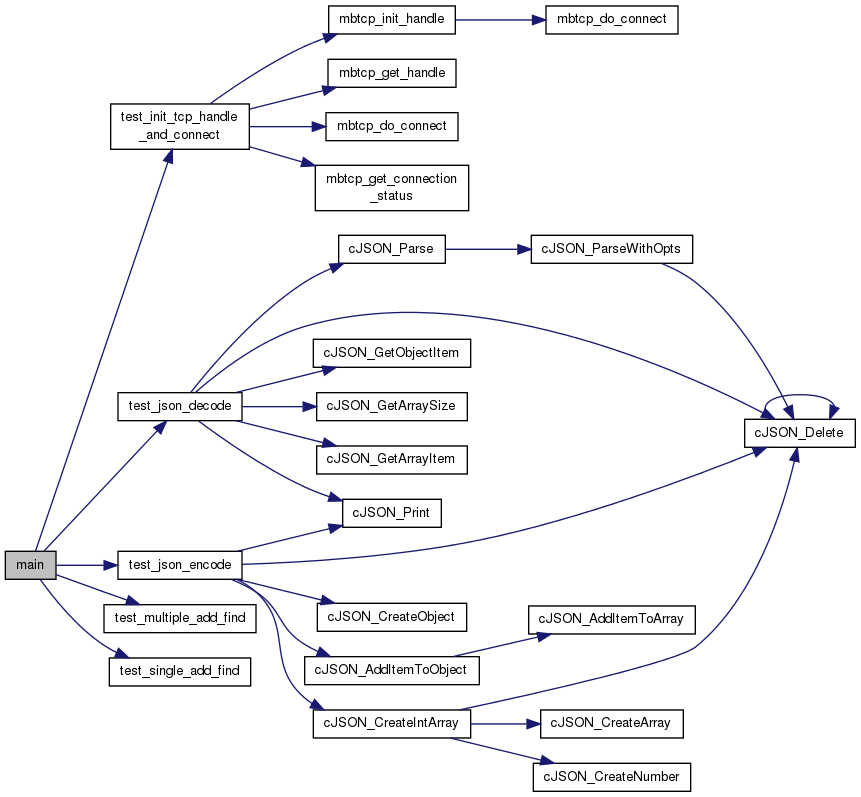 mbtcp_init_handle
mbtcp_do_connect
mbtcp_get_handle
test_init_tcp_handle
_and_connect
mbtcp_do_connect
mbtcp_get_connection
_status
cJSON_Parse
cJSON_ParseWithOpts
cJSON_GetObjectItem
test_json_decode
cJSON_GetArraySize
cJSON_Delete
cJSON_GetArrayItem
cJSON_Print
main
test_json_encode
test_multiple_add_find
cJSON_CreateObject
cJSON_AddItemToArray
test_single_add_find
cJSON_AddItemToObject
cJSON_CreateIntArray
cJSON_CreateArray
cJSON_CreateNumber